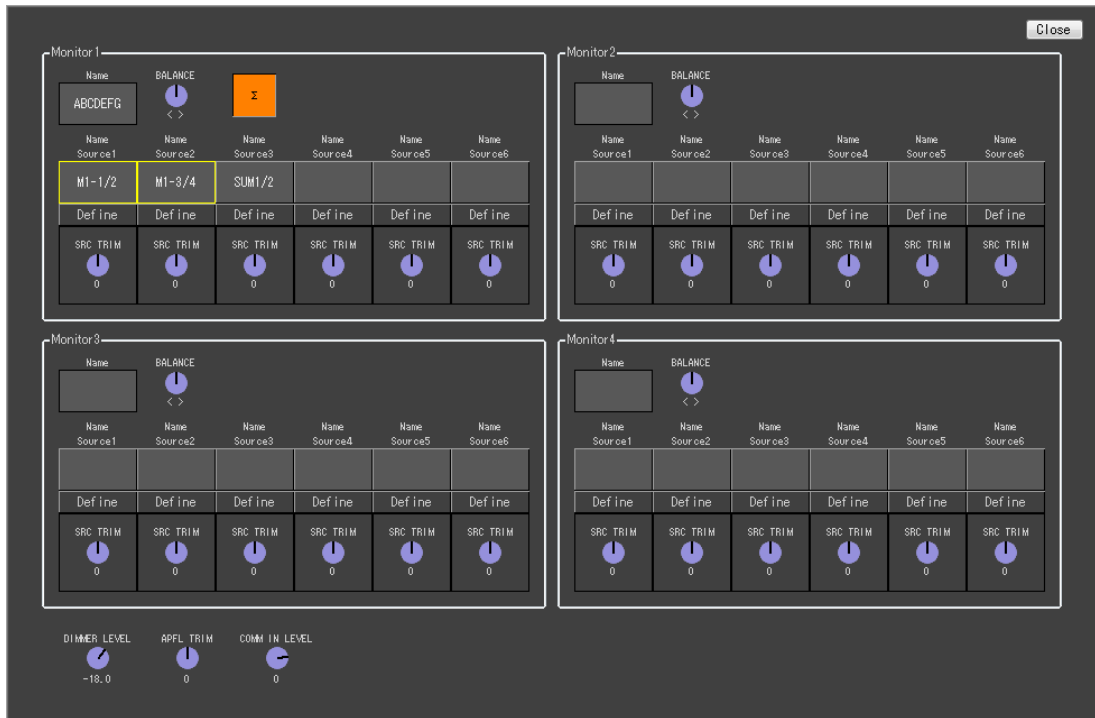 Close
Monitor1
Name BALANCE
ABCDEFG Σ
< >
Name Name Name Name Name Name
Source1 Source2 Source3 Source4 Source5 Source6
M1-1/2 M1-3/4 SUM1/2
Define Define Define Define Define Define
SRC TRIM SRC TRIM SRC TRIM SRC TRIM SRC TRIM SRC TRIM
0 0 0 0 0 0
Monitor2
Name BALANCE
< >
Name Name Name Name Name Name
Source1 Source2 Source3 Source4 Source5 Source6
Define Define Define Define Define Define
SRC TRIM SRC TRIM SRC TRIM SRC TRIM SRC TRIM SRC TRIM
0 0 0 0 0 0
Monitor3
Name BALANCE
< >
Name Name Name Name Name Name
Source1 Source2 Source3 Source4 Source5 Source6
Define Define Define Define Define Define
SRC TRIM SRC TRIM SRC TRIM SRC TRIM SRC TRIM SRC TRIM
0 0 0 0 0 0
Monitor4
Name BALANCE
< >
Name Name Name Name Name Name
Source1 Source2 Source3 Source4 Source5 Source6
Define Define Define Define Define Define
SRC TRIM SRC TRIM SRC TRIM SRC TRIM SRC TRIM SRC TRIM
0 0 0 0 0 0
DIMMER LEVEL APFL TRIM COMM IN LEVEL
-18.0 0 0